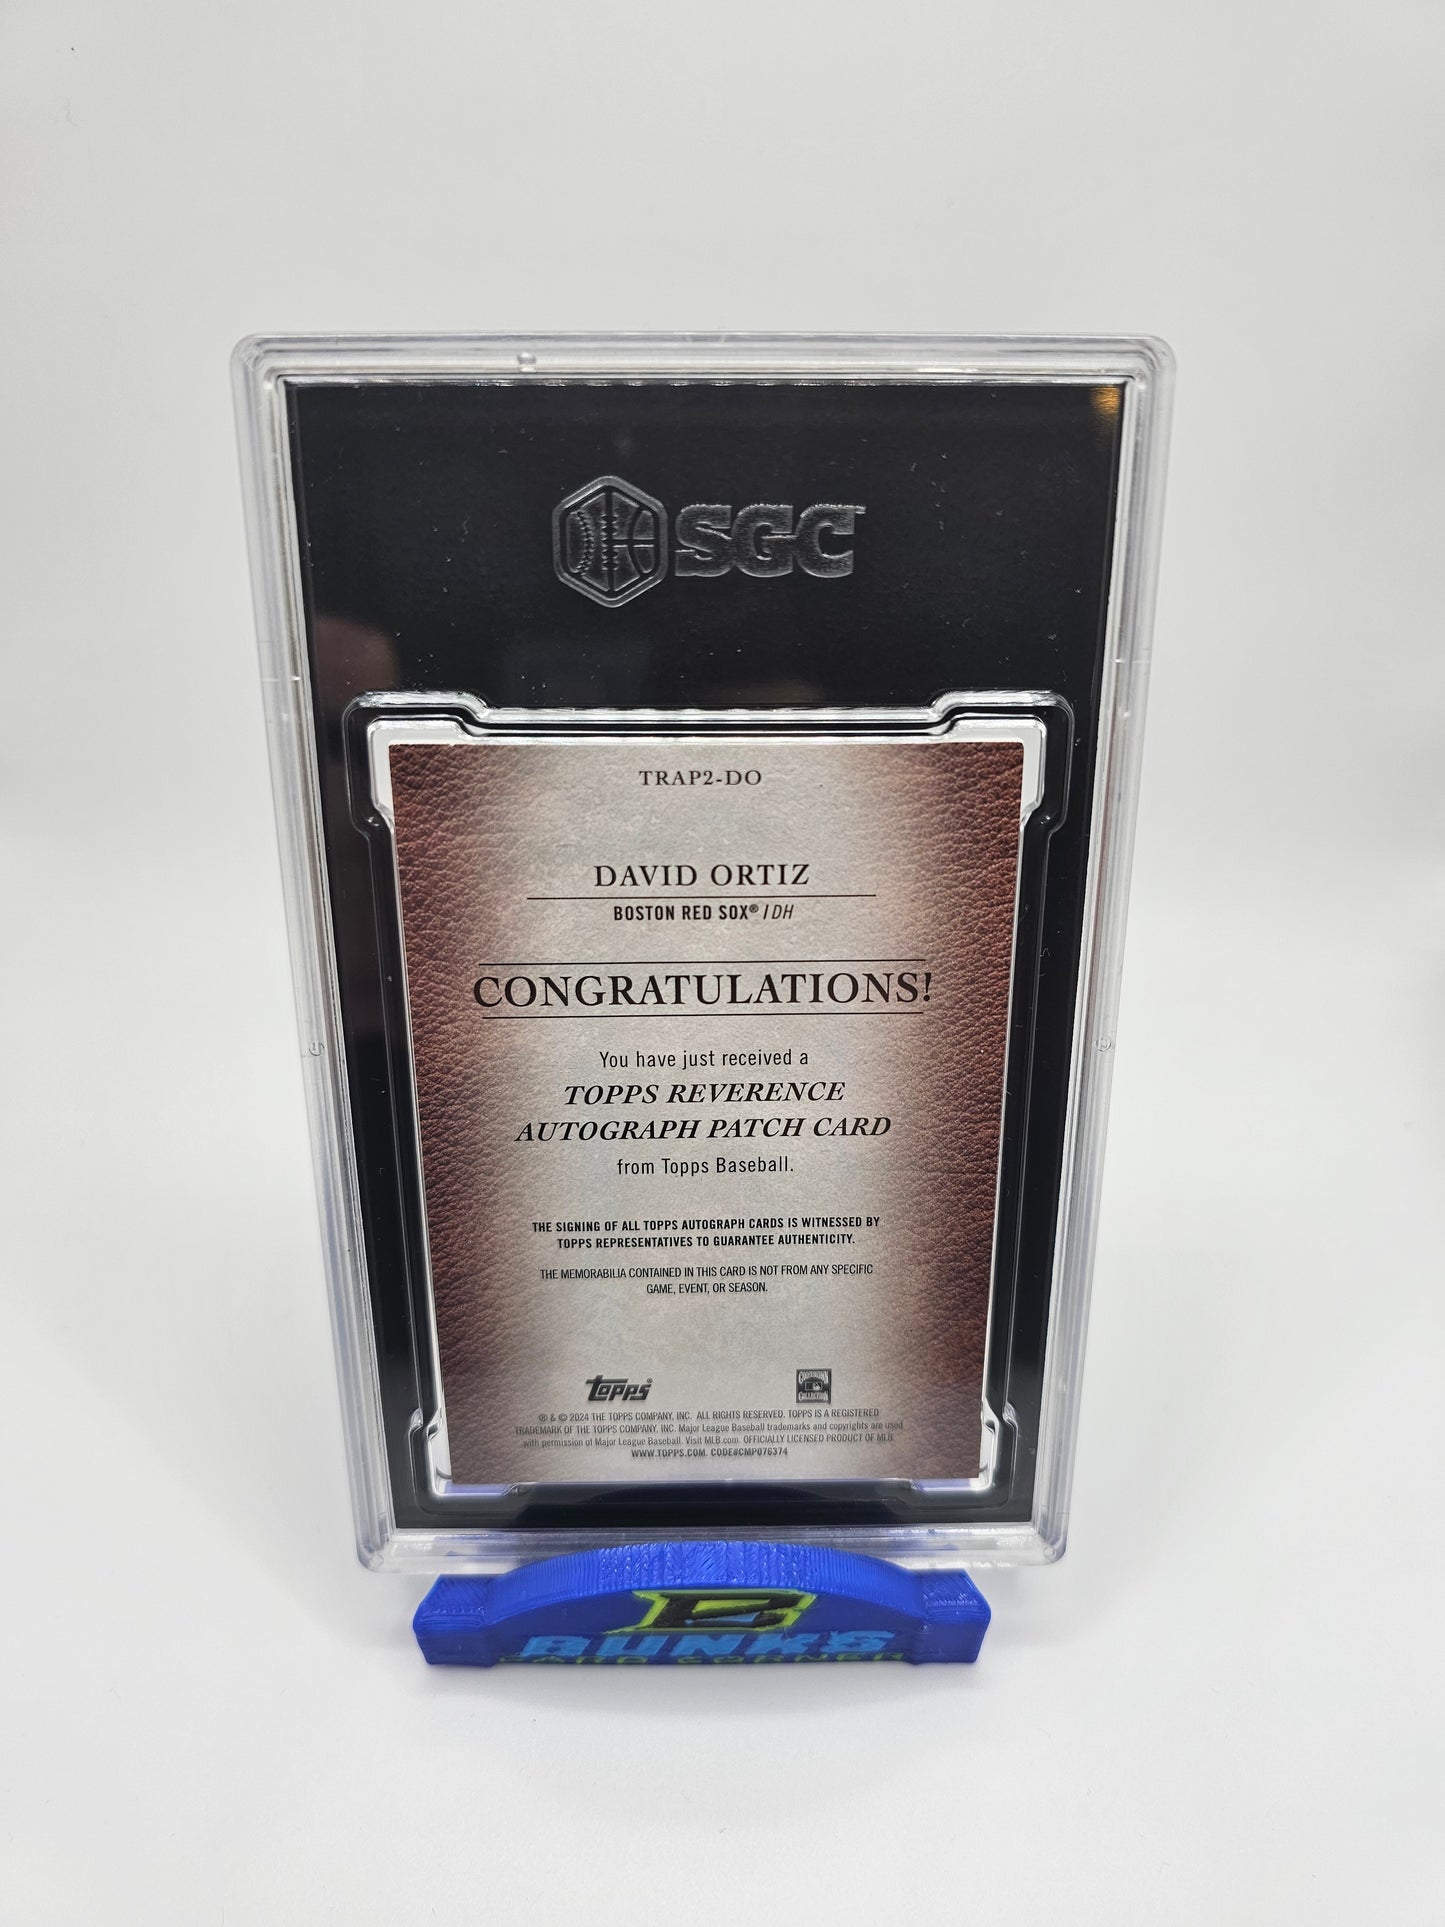 SGC
TRAP2-DO
DAVID ORTIZ
BOSTON RED SOX® / DH
CONGRATULATIONS!
You have just received a
TOPPS REVERENCE
AUTOGRAPH PATCH CARD
from Topps Baseball.
THE SIGNING OF ALL TOPPS AUTOGRAPH CARDS IS WITNESSED BY
TOPPS REPRESENTATIVES TO GUARANTEE AUTHENTICITY.
THE MEMORABILIA CONTAINED IN THIS CARD IS NOT FROM ANY SPECIFIC
GAME, EVENT, OR SEASON.
Topps®
COOPERSTOWN
COLLECTION
® & © 2024 THE TOPPS COMPANY, INC. ALL RIGHTS RESERVED. TOPPS IS A REGISTERED
TRADEMARK OF THE TOPPS COMPANY, INC. Major League Baseball trademarks and copyrights are used
with permission of Major League Baseball. Visit MLB.com. OFFICIALLY LICENSED PRODUCT OF MLB.
WWW.TOPPS.COM. CODE#CMP076374
B
BUNK'S
CARD CORNER